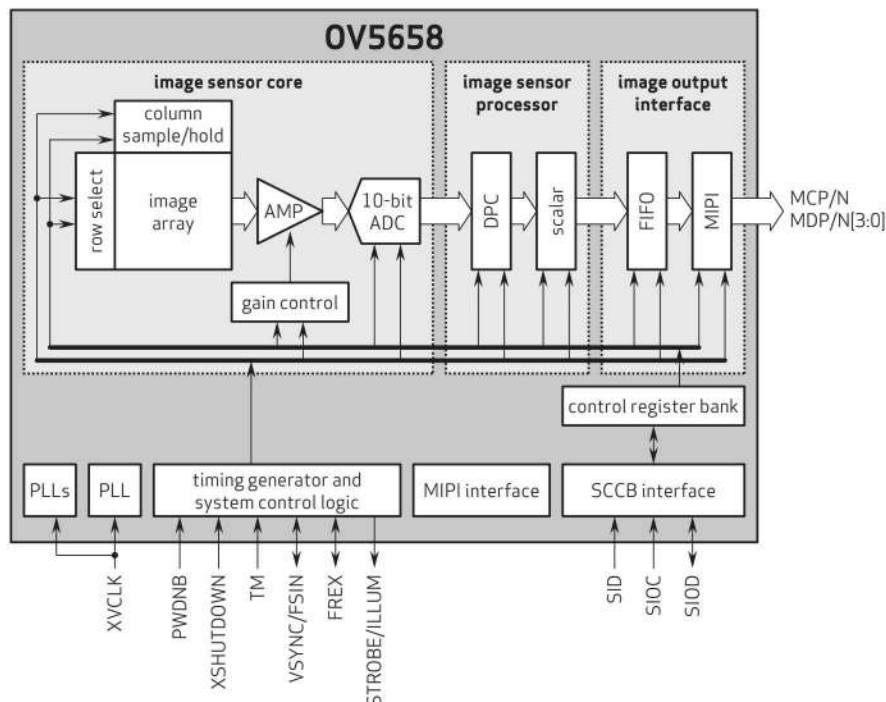 OV5658
image sensor core
image sensor
processor
image output
interface
column
sample/hold
row select
image
array
AMP
10-bit
ADC
DPC
scalar
FIFO
MIPI
MCP/N
MDP/N[3:0]
gain control
control register bank
PLLs
PLL
timing generator and
system control logic
MIPI interface
SCCB interface
XVCLK
PWDNB
XSHUTDOWN
TM
VSYNC/FSIN
FREX
STROBE/ILLUM
SID
SIOC
SIOD